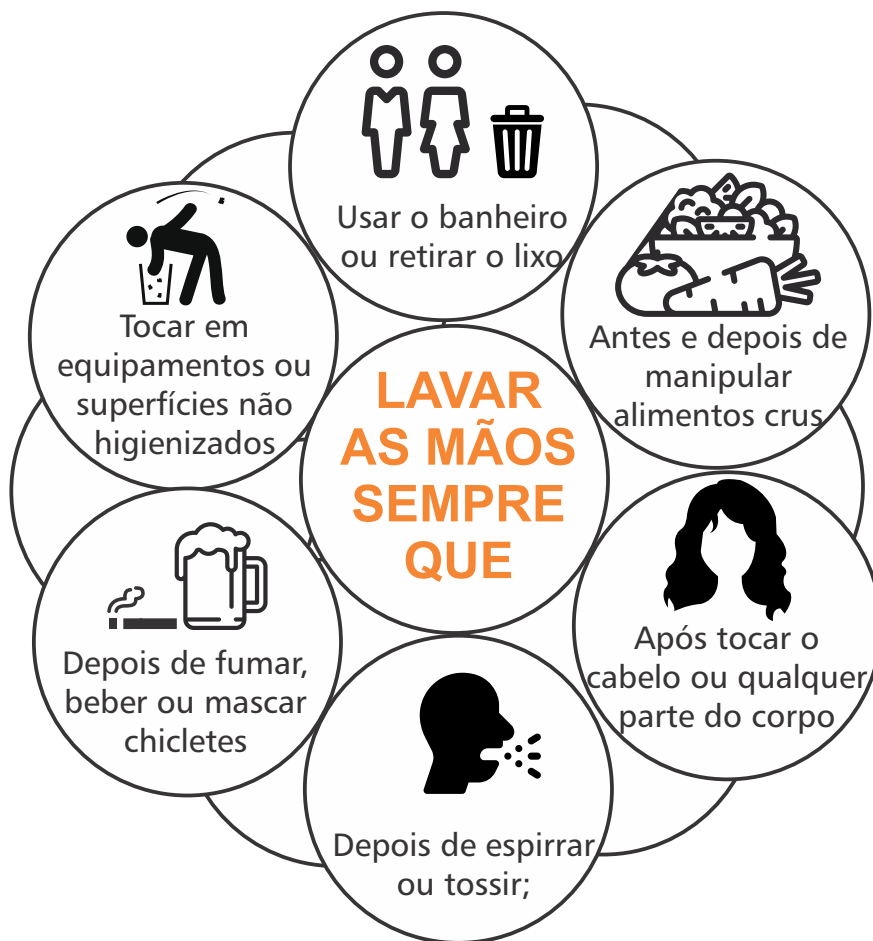 LAVAR
AS MÃOS
SEMPRE
QUE
Usar o banheiro
ou retirar o lixo
Antes e depois de
manipular
alimentos crus
Após tocar o
cabelo ou qualquer
parte do corpo
Depois de espirrar
ou tossir;
Depois de fumar,
beber ou mascar
chicletes
Tocar em
equipamentos ou
superfícies não
higienizados